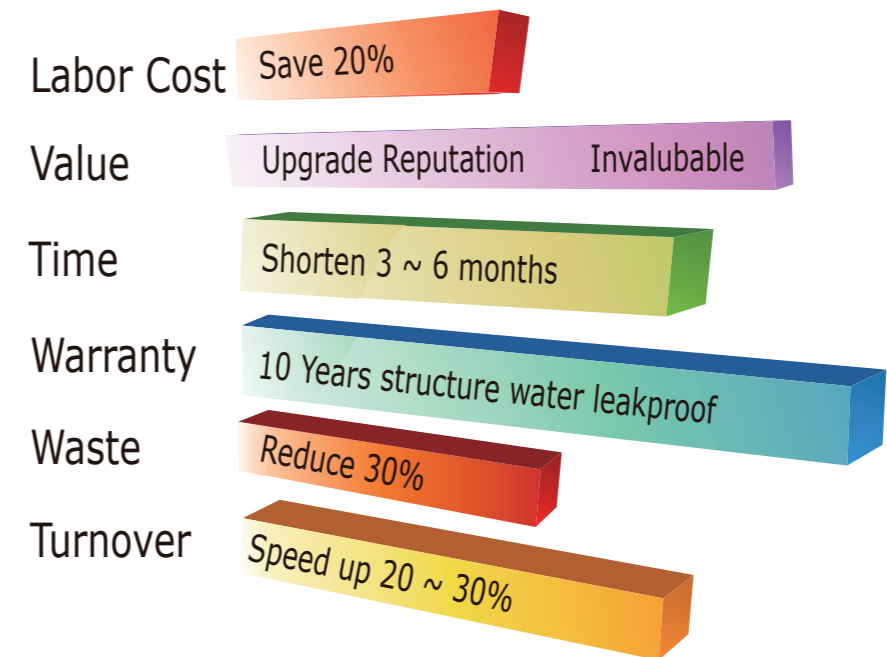 Labor Cost Save 20%
Value Upgrade Reputation Invalubable
Time Shorten 3 ~ 6 months
Warranty 10 Years structure water leakproof
Waste Reduce 30%
Turnover Speed up 20 ~ 30%